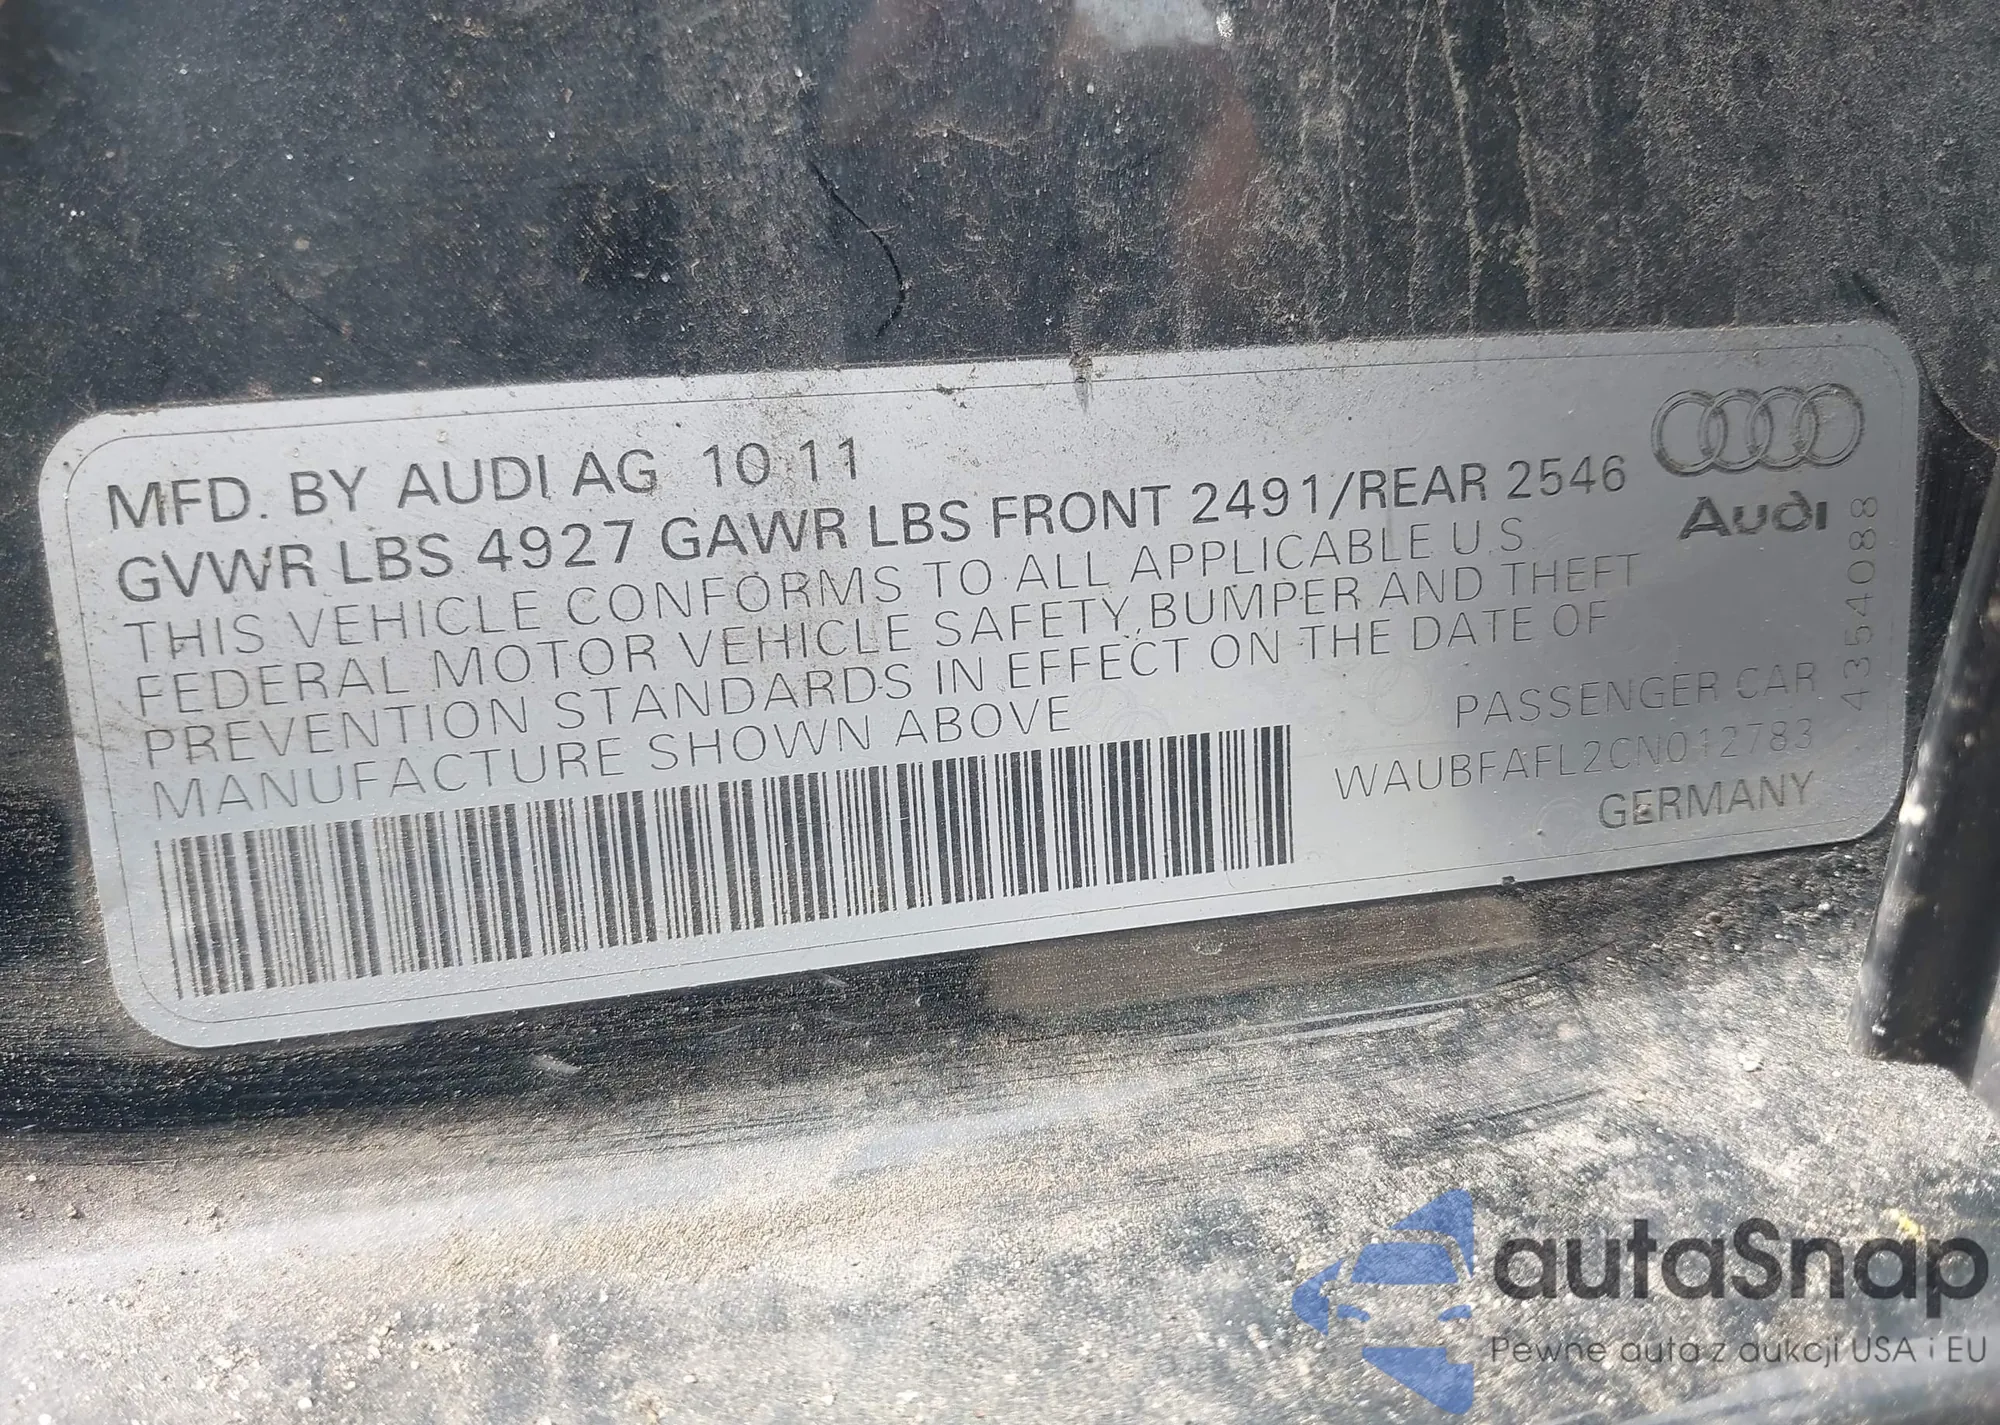 MFD. BY AUDI AG 10 11
GVWR LBS 4927 GAWR LBS FRONT 2491/REAR 2546
THIS VEHICLE CONFORMS TO ALL APPLICABLE U.S.
FEDERAL MOTOR VEHICLE SAFETY, BUMPER AND THEFT
PREVENTION STANDARDS IN EFFECT ON THE DATE OF
MANUFACTURE SHOWN ABOVE
PASSENGER CAR
WAUBFAFL2CN012783
GERMANY
Audi
4354088
autaSnap
Pewne auta z aukcji USA i EU